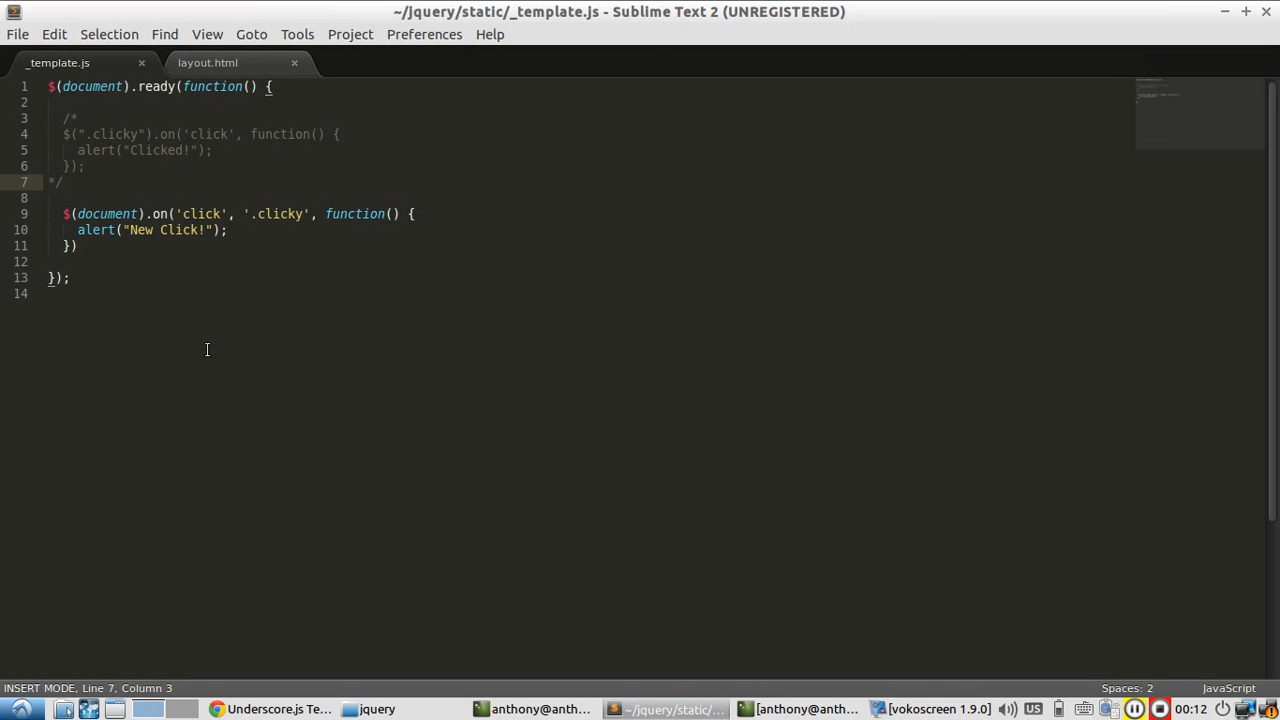 ~/jquery/static/_template.js - Sublime Text 2 (UNREGISTERED)
File Edit Selection Find View Goto Tools Project Preferences Help
_template.js × layout.html ×
1 $(document).ready(function() {
2
3 /*
4 $(".clicky").on('click', function() {
5 alert("Clicked!");
6 });
7 */
8
9 $(document).on('click', '.clicky', function() {
10 alert("New Click!");
11 })
12
13 });
14
INSERT MODE, Line 7, Column 3 Spaces: 2 JavaScript
Underscore.js Te... jquery anthony@anth... ~/jquery/static/... [anthony@anth... [vokoscreen 1.9.0] US 00:12